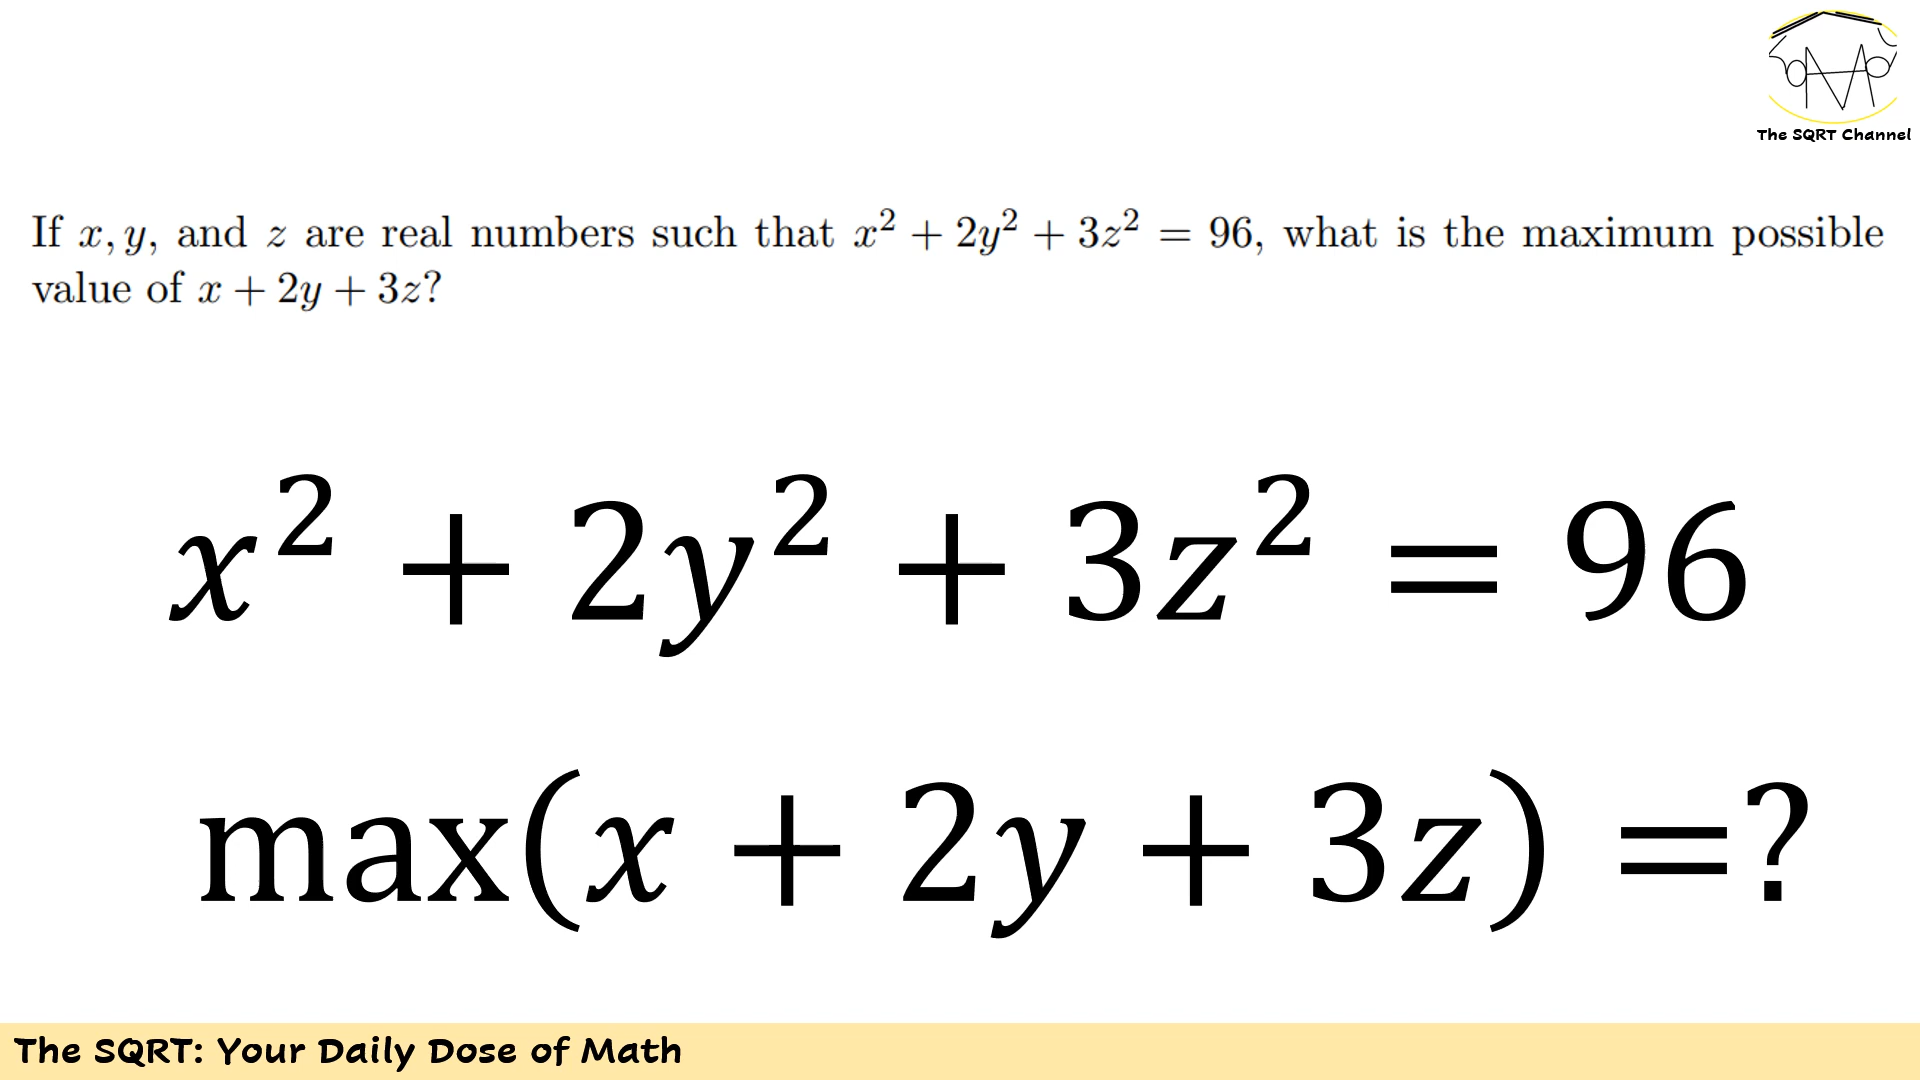 The SQRT Channel
If x, y, and z are real numbers such that x² + 2y² + 3z² = 96, what is the maximum possible
value of x + 2y + 3z?
x² + 2y² + 3z² = 96
max(x + 2y + 3z) =?
The SQRT: Your Daily Dose of Math